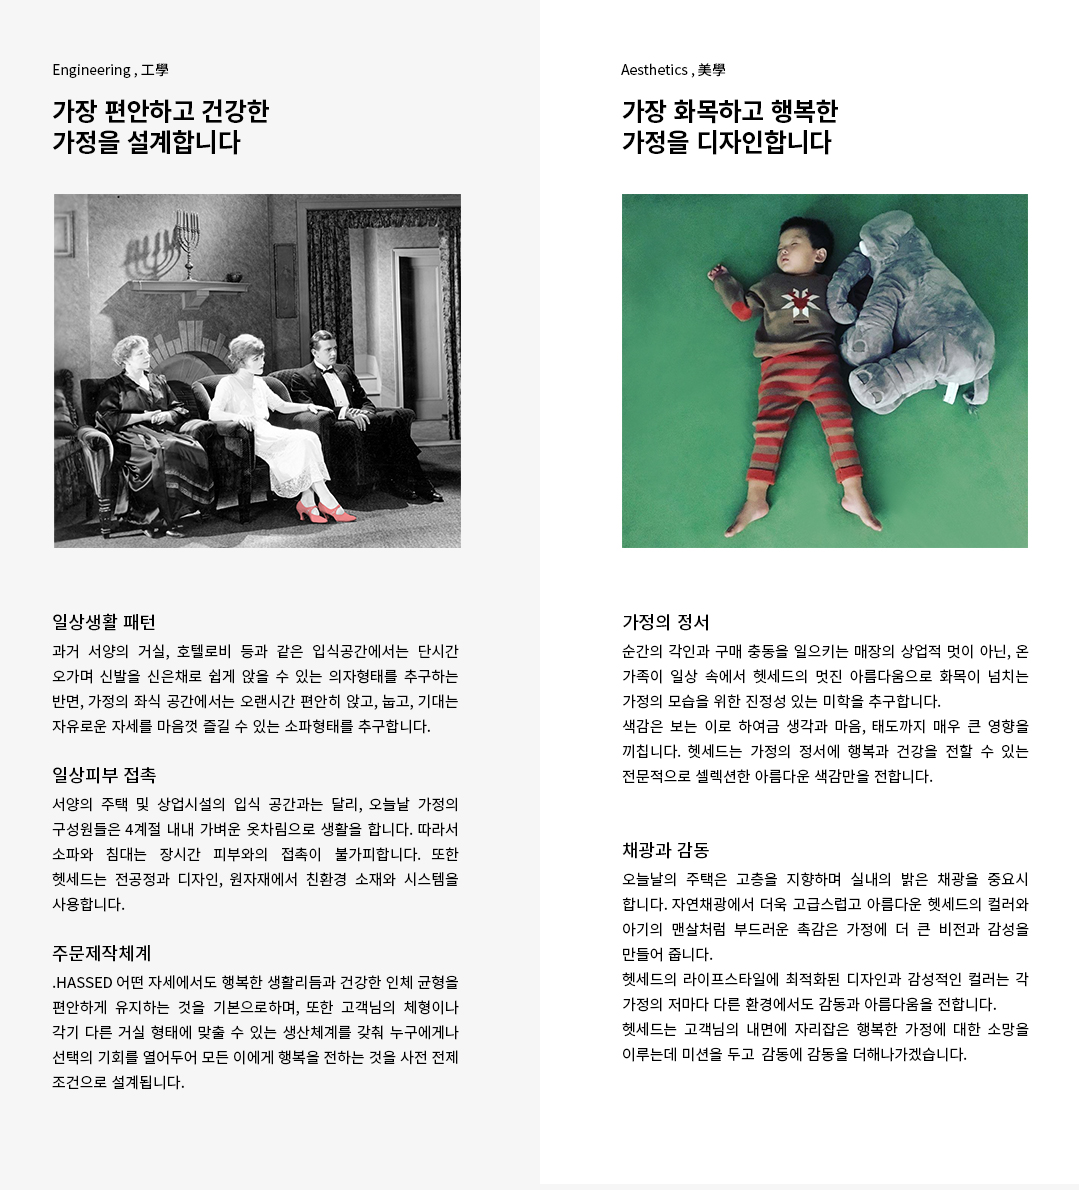 Engineering , 工學
가장 편안하고 건강한
가정을 설계합니다
일상생활 패턴
과거 서양의 거실, 호텔로비 등과 같은 입식공간에서는 단시간
오가며 신발을 신은채로 쉽게 앉을 수 있는 의자형태를 추구하는
반면, 가정의 좌식 공간에서는 오랜시간 편안히 앉고, 눕고, 기대는
자유로운 자세를 마음껏 즐길 수 있는 소파형태를 추구합니다.
일상피부 접촉
서양의 주택 및 상업시설의 입식 공간과는 달리, 오늘날 가정의
구성원들은 4계절 내내 가벼운 옷차림으로 생활을 합니다. 따라서
소파와 침대는 장시간 피부와의 접촉이 불가피합니다. 또한
헷세드는 전공정과 디자인, 원자재에서 친환경 소재와 시스템을
사용합니다.
주문제작체계
.HASSED 어떤 자세에서도 행복한 생활리듬과 건강한 인체 균형을
편안하게 유지하는 것을 기본으로하며, 또한 고객님의 체형이나
각기 다른 거실 형태에 맞출 수 있는 생산체계를 갖춰 누구에게나
선택의 기회를 열어두어 모든 이에게 행복을 전하는 것을 사전 전제
조건으로 설계됩니다.
Aesthetics , 美學
가장 화목하고 행복한
가정을 디자인합니다
가정의 정서
순간의 각인과 구매 충동을 일으키는 매장의 상업적 멋이 아닌, 온
가족이 일상 속에서 헷세드의 멋진 아름다움으로 화목이 넘치는
가정의 모습을 위한 진정성 있는 미학을 추구합니다.
색감은 보는 이로 하여금 생각과 마음, 태도까지 매우 큰 영향을
끼칩니다. 헷세드는 가정의 정서에 행복과 건강을 전할 수 있는
전문적으로 셀렉션한 아름다운 색감만을 전합니다.
채광과 감동
오늘날의 주택은 고층을 지향하며 실내의 밝은 채광을 중요시
합니다. 자연채광에서 더욱 고급스럽고 아름다운 헷세드의 컬러와
아기의 맨살처럼 부드러운 촉감은 가정에 더 큰 비전과 감성을
만들어 줍니다.
헷세드의 라이프스타일에 최적화된 디자인과 감성적인 컬러는 각
가정의 저마다 다른 환경에서도 감동과 아름다움을 전합니다.
헷세드는 고객님의 내면에 자리잡은 행복한 가정에 대한 소망을
이루는데 미션을 두고 감동에 감동을 더해나가겠습니다.